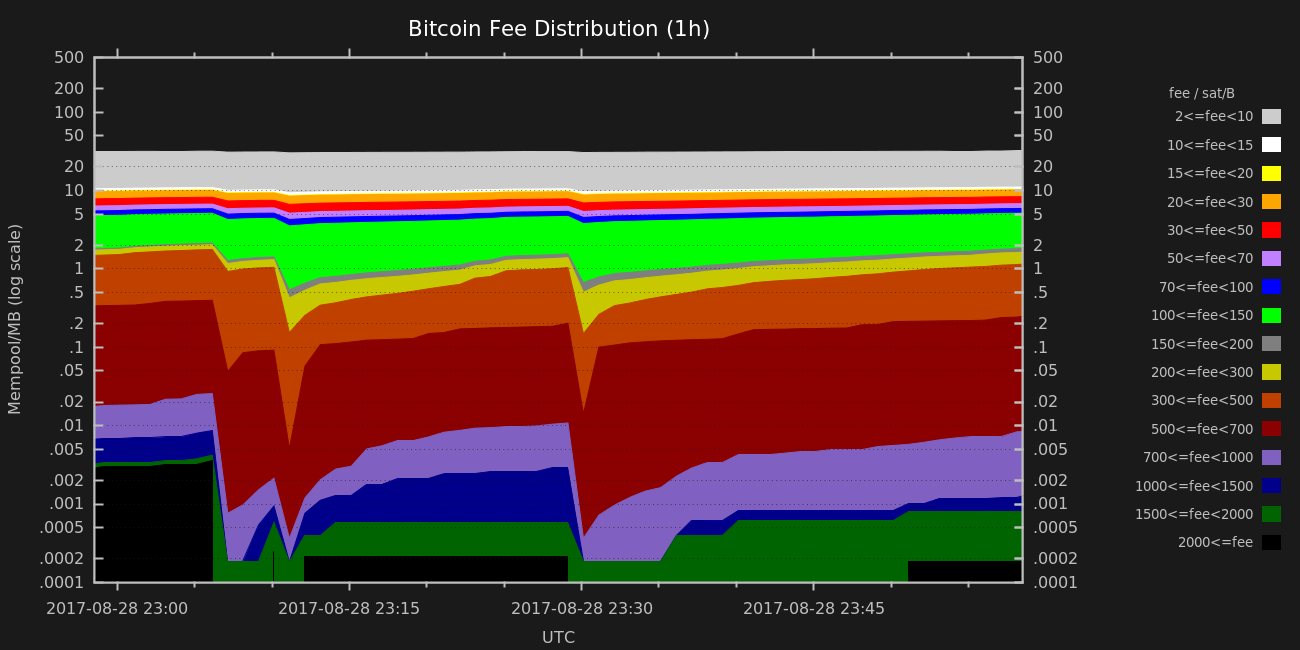 Bitcoin Fee Distribution (1h)
500
200
100
50
20
10
5
2
1
.5
.2
.1
.05
.02
.01
.005
.002
.001
.0005
.0002
.0001
Mempool/MB (log scale)
500
200
100
50
20
10
5
2
1
.5
.2
.1
.05
.02
.01
.005
.002
.001
.0005
.0002
.0001
2017-08-28 23:00
2017-08-28 23:15
2017-08-28 23:30
2017-08-28 23:45
UTC
fee / sat/B
2<=fee<10
10<=fee<15
15<=fee<20
20<=fee<30
30<=fee<50
50<=fee<70
70<=fee<100
100<=fee<150
150<=fee<200
200<=fee<300
300<=fee<500
500<=fee<700
700<=fee<1000
1000<=fee<1500
1500<=fee<2000
2000<=fee